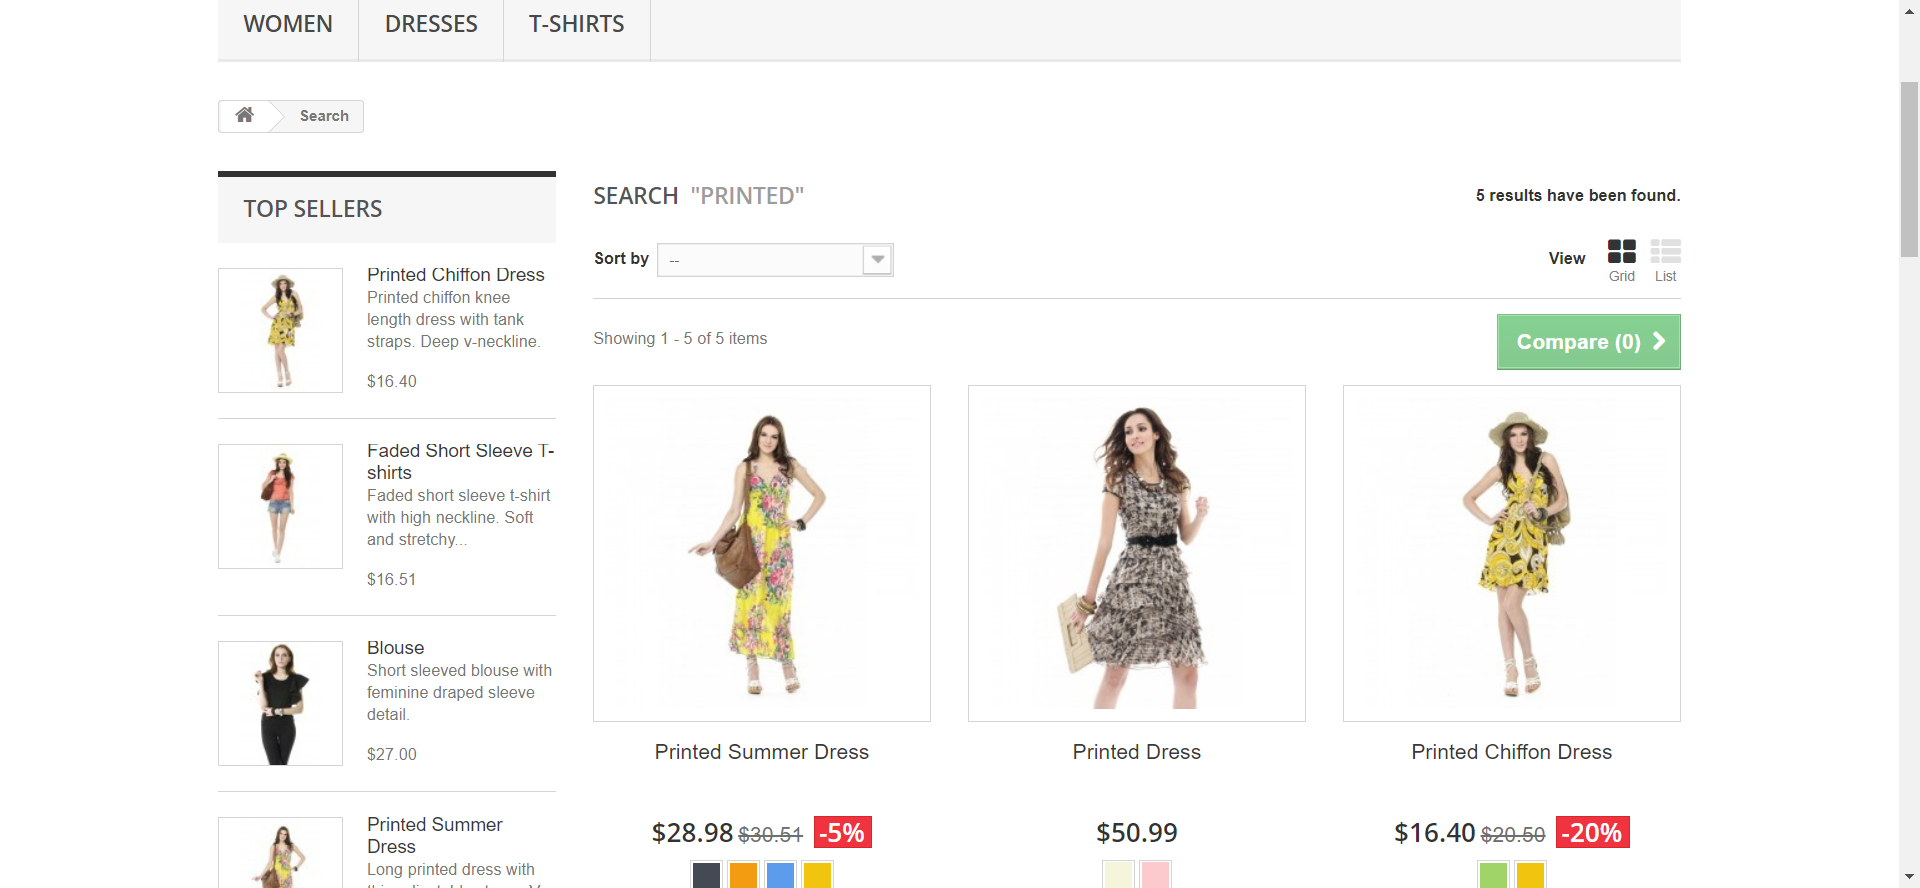 WOMEN DRESSES T-SHIRTS
Search
TOP SELLERS
Printed Chiffon Dress
Printed chiffon knee
length dress with tank
straps. Deep v-neckline.
$16.40
Faded Short Sleeve T-
shirts
Faded short sleeve t-shirt
with high neckline. Soft
and stretchy...
$16.51
Blouse
Short sleeved blouse with
feminine draped sleeve
detail.
$27.00
Printed Summer
Dress
Long printed dress with
SEARCH "PRINTED"
5 results have been found.
Sort by --
View
Grid List
Showing 1 - 5 of 5 items
Compare (0)
Printed Summer Dress
$28.98 $30.51 -5%
Printed Dress
$50.99
Printed Chiffon Dress
$16.40 $20.50 -20%